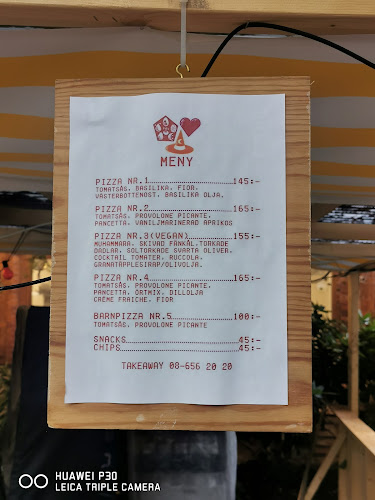 MENY
PIZZA NR.1 145:-
TOMATSÅS, BASILIKA, FIOR,
VÄSTERBOTTENOST, BASILIKA OLJA.
PIZZA NR.2 165:-
TOMATSÅS, PROVOLONE PICANTE,
PANCETTA, VANILJMARINERAD APRIKOS
PIZZA NR.3(VEGAN) 155:-
MUHAMMARA, SKIVAD FÄNKÅL,TORKADE
DADLAR, SOLTORKADE SVARTA OLIVER,
COCKTAIL TOMATER, RUCCOLA,
GRANATÄPPLESIRAP/OLIVOLJA.
PIZZA NR.4 165:-
TOMATSÅS, PROVOLONE PICANTE,
PANCETTA, ÖRTMIX, DILLOLJA
CRÈME FRAICHE, FIOR
BARNPIZZA NR.5 100:-
TOMATSÅS, PROVOLONE PICANTE
SNACKS 45:-
CHIPS 45:-
TAKEAWAY 08-656 20 20
HUAWEI P30
LEICA TRIPLE CAMERA